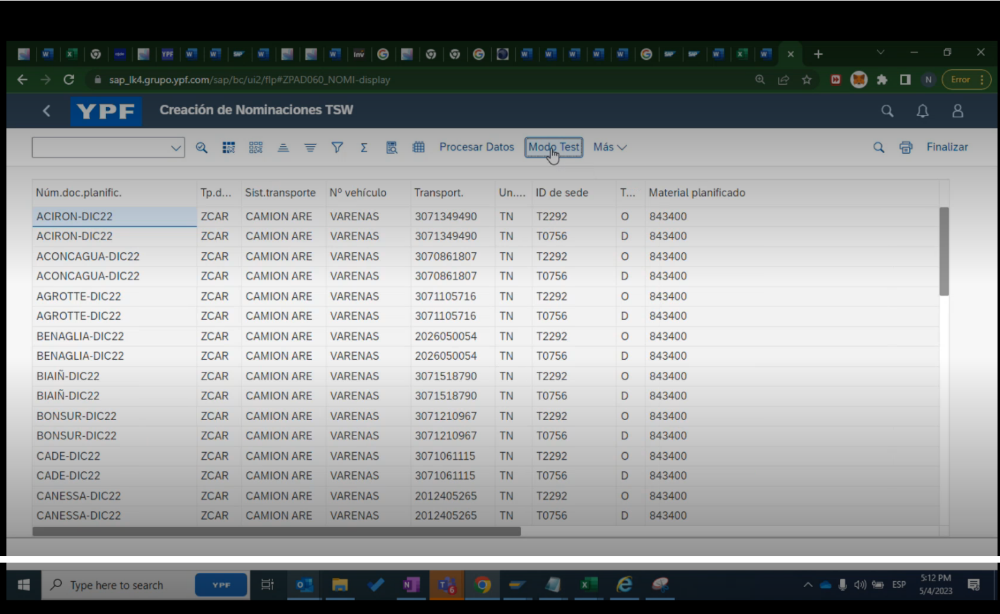 sap_lk4.grupo.ypf.com/sap/bc/ui2/flp#ZPAD060_NOMI-display
N Error
YPF Creación de Nominaciones TSW
Procesar Datos Modo Test Más Finalizar
Núm.doc.planific. Tp.d... Sist.transporte Nº vehículo Transport. Un.... ID de sede T... Material planificado
ACIRON-DIC22 ZCAR CAMION ARE VARENAS 3071349490 TN T2292 O 843400
ACIRON-DIC22 ZCAR CAMION ARE VARENAS 3071349490 TN T0756 D 843400
ACONCAGUA-DIC22 ZCAR CAMION ARE VARENAS 3070861807 TN T2292 O 843400
ACONCAGUA-DIC22 ZCAR CAMION ARE VARENAS 3070861807 TN T0756 D 843400
AGROTTE-DIC22 ZCAR CAMION ARE VARENAS 3071105716 TN T2292 O 843400
AGROTTE-DIC22 ZCAR CAMION ARE VARENAS 3071105716 TN T0756 D 843400
BENAGLIA-DIC22 ZCAR CAMION ARE VARENAS 2026050054 TN T2292 O 843400
BENAGLIA-DIC22 ZCAR CAMION ARE VARENAS 2026050054 TN T0756 D 843400
BIAIÑ-DIC22 ZCAR CAMION ARE VARENAS 3071518790 TN T2292 O 843400
BIAIÑ-DIC22 ZCAR CAMION ARE VARENAS 3071518790 TN T0756 D 843400
BONSUR-DIC22 ZCAR CAMION ARE VARENAS 3071210967 TN T2292 O 843400
BONSUR-DIC22 ZCAR CAMION ARE VARENAS 3071210967 TN T0756 D 843400
CADE-DIC22 ZCAR CAMION ARE VARENAS 3071061115 TN T2292 O 843400
CADE-DIC22 ZCAR CAMION ARE VARENAS 3071061115 TN T0756 D 843400
CANESSA-DIC22 ZCAR CAMION ARE VARENAS 2012405265 TN T2292 O 843400
CANESSA-DIC22 ZCAR CAMION ARE VARENAS 2012405265 TN T0756 D 843400
Type here to search YPF 6 ESP 5:12 PM
5/4/2023